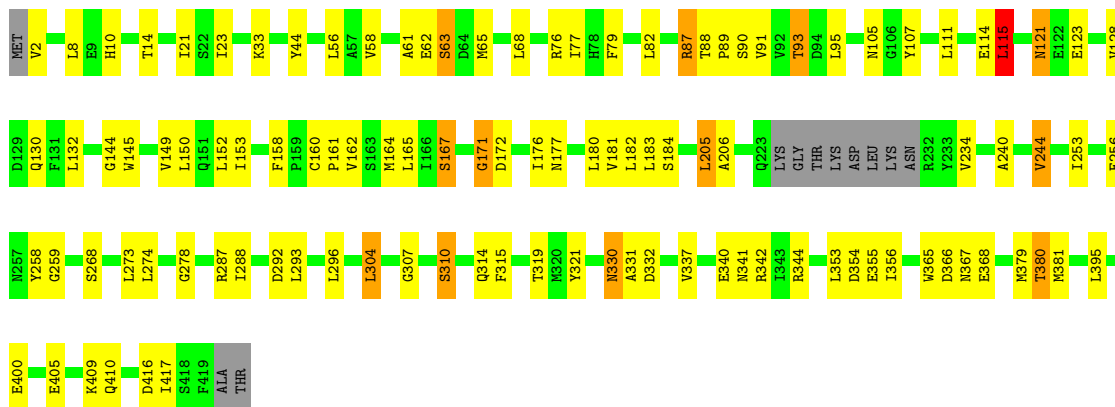 MET V2 L8 E9 H10 T14 I21 S22 I23 K33 Y44 L56 A57 V58 A61 E62 S63 D64 M65 L68 R76 I77 H78 F79 L82 R87 T88 P89 S90 V91 V92 T93 D94 L95 N105 G106 Y107 L111 E114 L115 N121 E122 E123
D129 Q130 F131 L132 G144 W145 V149 L150 Q151 L152 I153 F158 P159 C160 P161 V162 S163 M164 L165 I166 S167 G171 D172 I176 N177 L180 V181 L182 L183 S184 L205 A206 Q223 LYS GLY THR LYS ASP LEU LYS ASN R232 Y233 V234 A240 V244 I253
N257 Y258 G259 S268 L273 L274 G278 R287 I288 D292 L293 L296 L304 G307 S310 Q314 F315 T319 M320 Y321 N330 A331 D332 V337 E340 N341 R342 I343 R344 L353 D354 E355 I356 W365 D366 N367 E368 M379 T380 M381 L395
E400 E405 K409 Q410 D416 I417 S418 F419 ALA THR